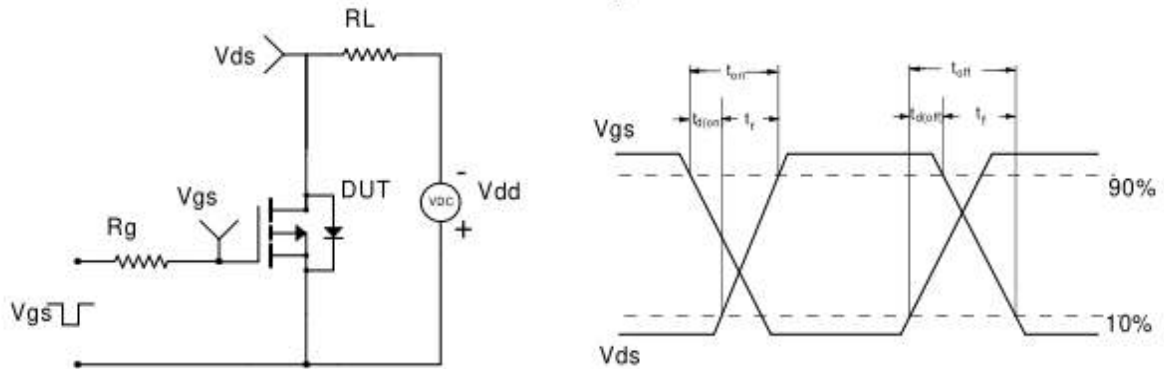 RL
Vds
Vgs
DUT
-
VDC
Vdd
+
Rg
Vgs
ton
toff
td(on
tr
td(off)
tf
Vgs
90%
10%
Vds